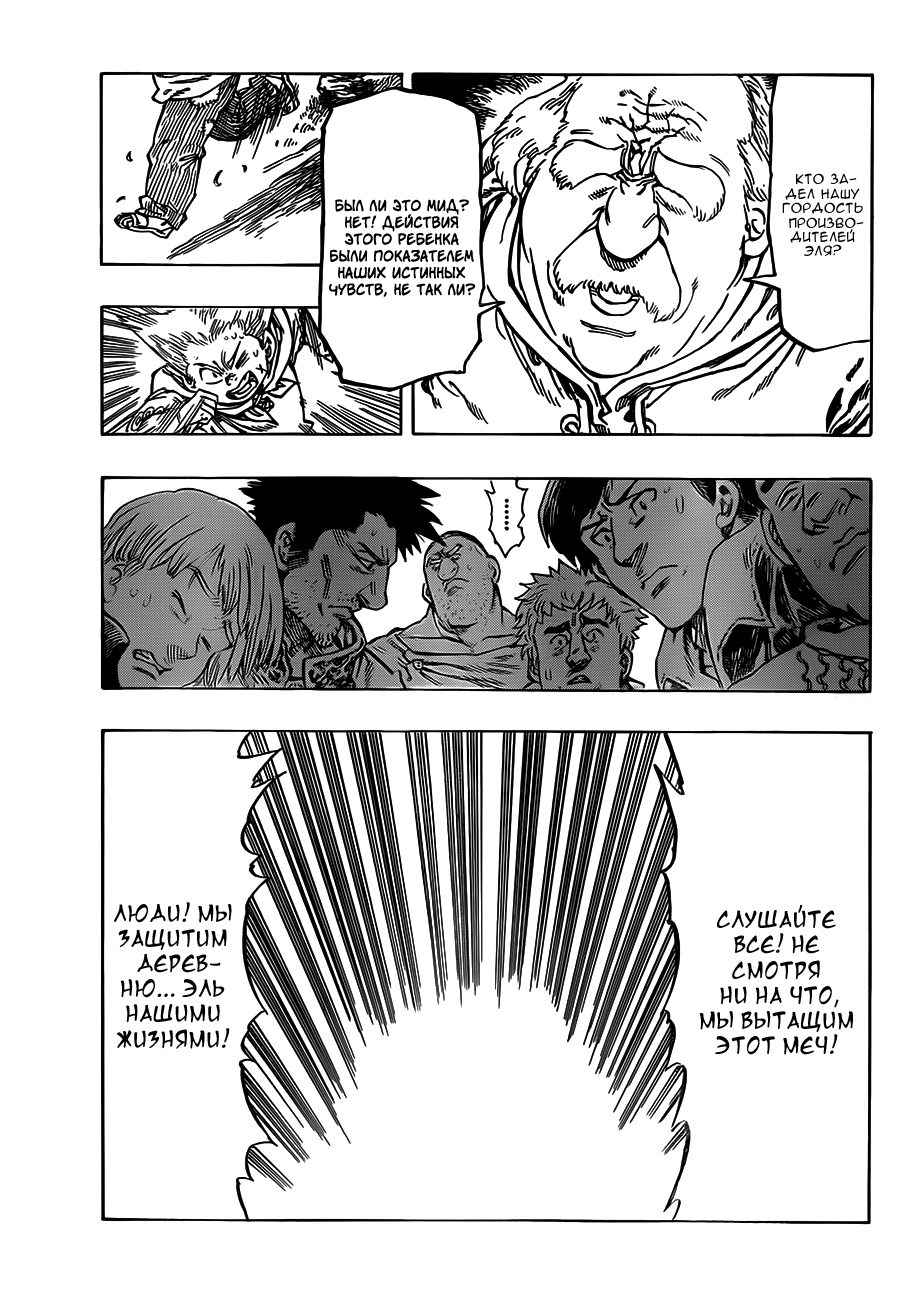 КТО ЗА-
ДЕЛ НАШУ
ГОРДОСТЬ
ПРОИЗВО-
ДИТЕЛЕЙ
ЭЛЯ?
БЫЛ ЛИ ЭТО МИД?
НЕТ! ДЕЙСТВИЯ
ЭТОГО РЕБЕНКА
БЫЛИ ПОКАЗАТЕЛЕМ
НАШИХ ИСТИННЫХ
ЧУВСТВ, НЕ ТАК ЛИ?
......
СЛУШАЙТЕ
ВСЕ! НЕ
СМОТРЯ
НИ НА ЧТО,
МЫ ВЫТАЩИМ
ЭТОТ МЕЧ!
ЛЮДИ! МЫ
ЗАЩИТИМ
ДЕРЕВ-
НЮ... ЭЛЬ
НАШИМИ
ЖИЗНЯМИ!